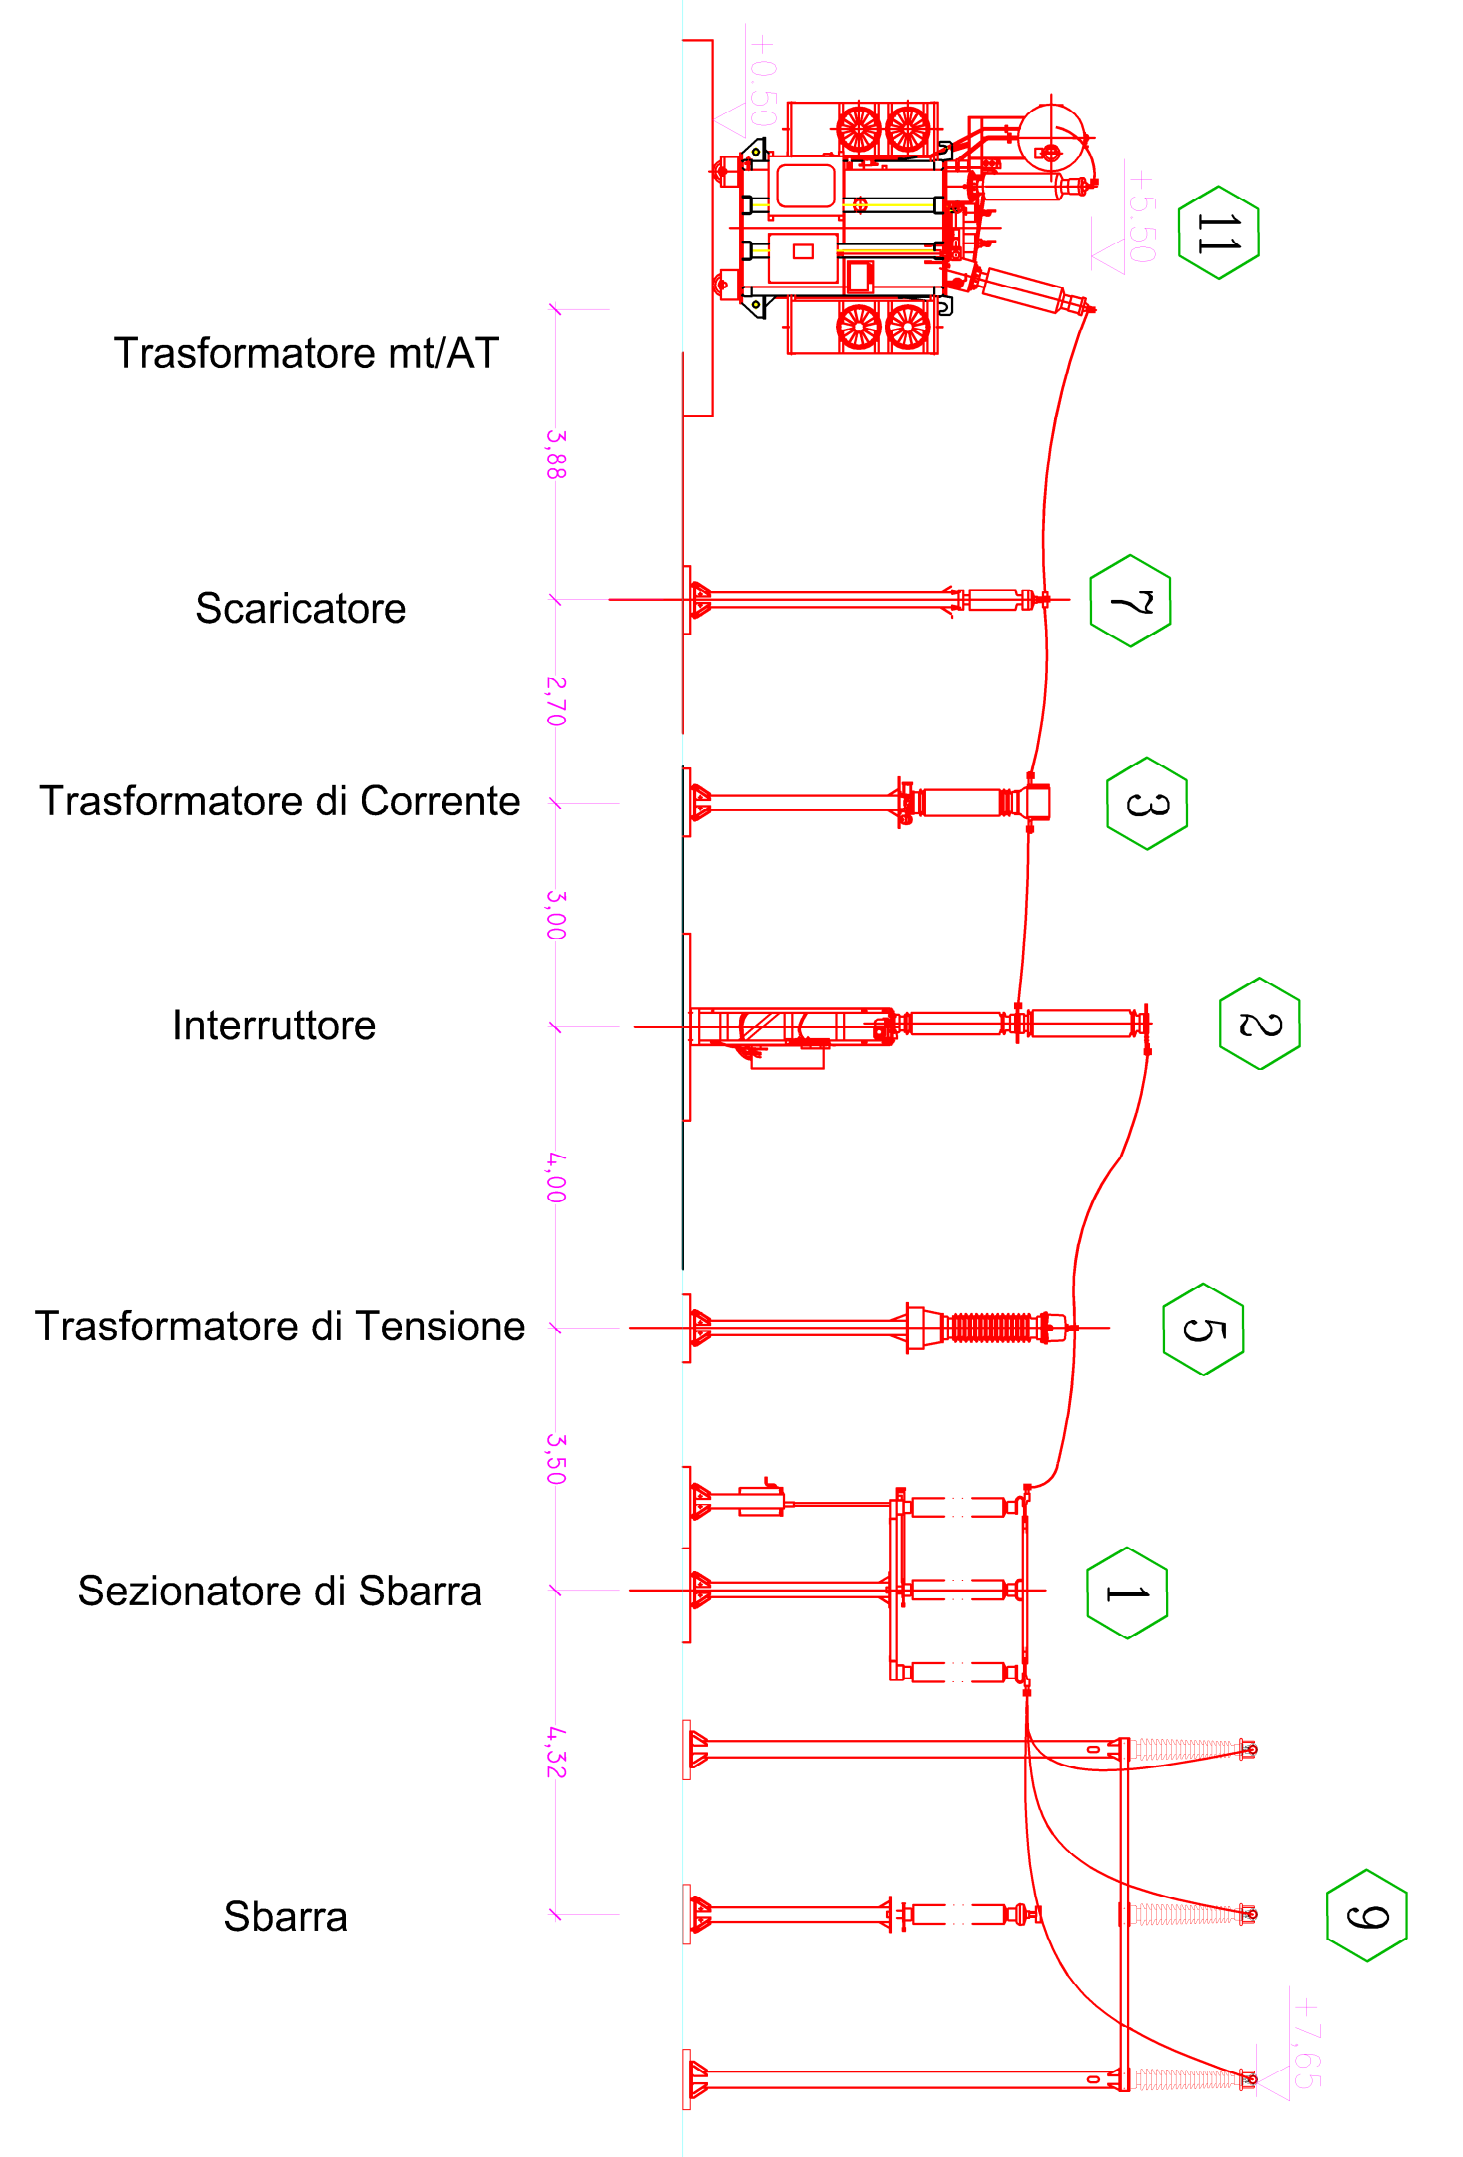 +0.50
+5.50
11
Trasformatore mt/AT
3,88
Scaricatore
7
2,70
Trasformatore di Corrente
3
3,00
Interruttore
2
4,00
Trasformatore di Tensione
5
3,50
Sezionatore di Sbarra
1
4,32
Sbarra
9
+7,65